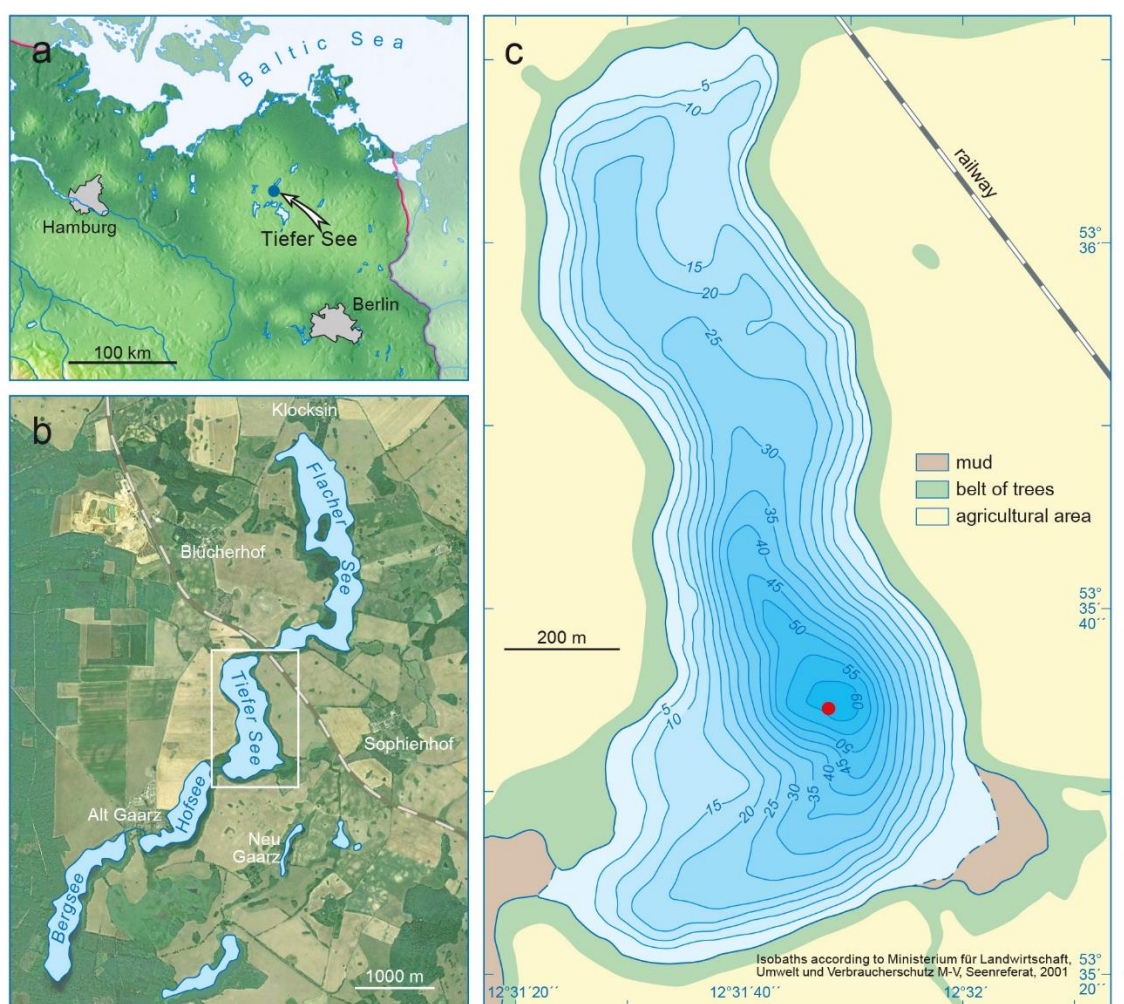 a
Baltic Sea
Hamburg
Tiefer See
Berlin
100 km
b
Klocksin
Flacher See
Blücherhof
Tiefer See
Sophienhof
Alt Gaarz
Hofsee
Neu
Gaarz
Bergsee
1000 m
c
5
10
railway
53°
36´
15
20
25
30
mud
belt of trees
agricultural area
35
40
45
53°
35´
40´´
50
200 m
55
60
5
10
50
45
40
35
30
25
20
15
Isobaths according to Ministerium für Landwirtschaft,
Umwelt und Verbraucherschutz M-V, Seenreferat, 2001
53°
35´
20´´
12°31´20´´
12°31´40´´
12°32´